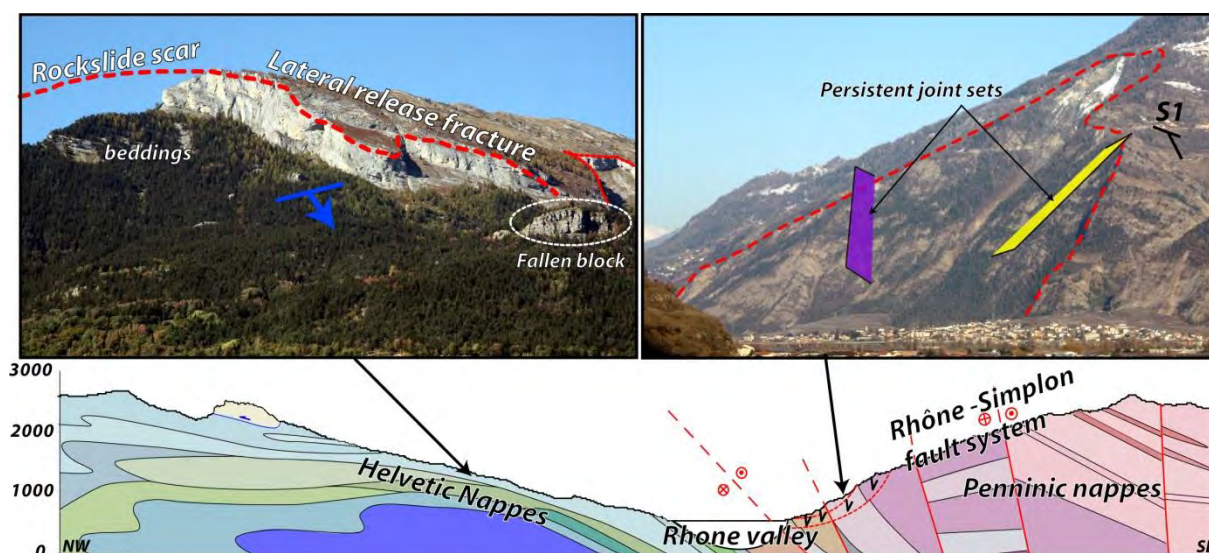 Rockslide scar
Lateral release fracture
beddings
Fallen block
Persistent joint sets
S1
3000
2000
1000
0
NW
Helvetic Nappes
Rhone valley
Rhône -Simplon
fault system
Penninic nappes